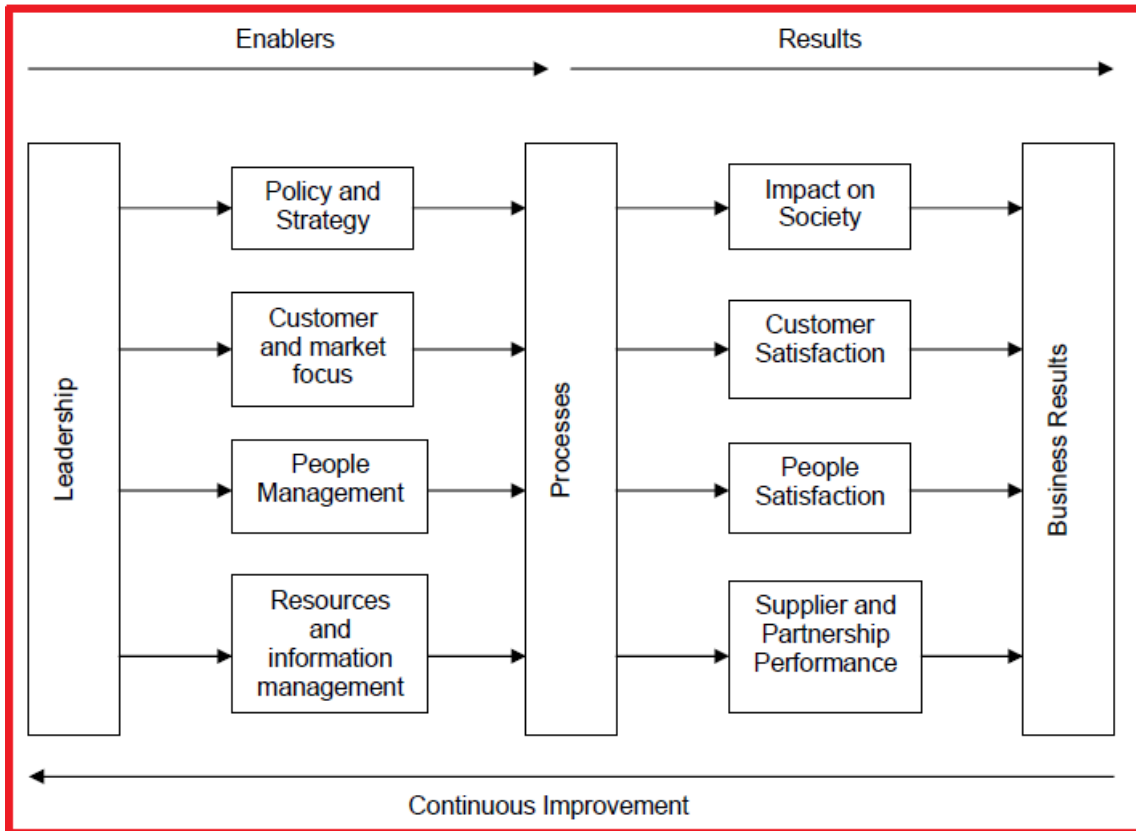 Enablers
Results
Leadership
Policy and
Strategy
Customer
and market
focus
People
Management
Resources
and
information
management
Processes
Impact on
Society
Customer
Satisfaction
People
Satisfaction
Supplier and
Partnership
Performance
Business Results
Continuous Improvement